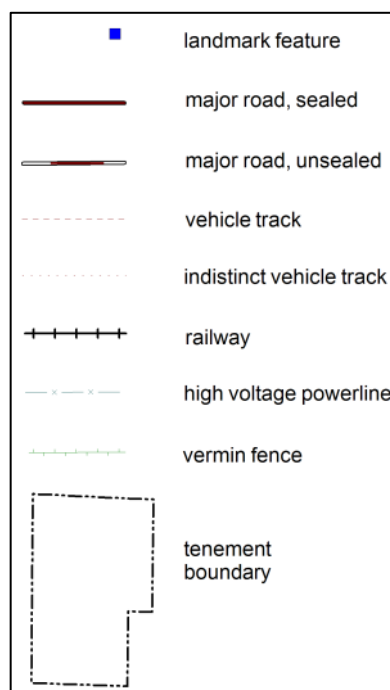 landmark feature
major road, sealed
major road, unsealed
vehicle track
indistinct vehicle track
railway
high voltage powerline
vermin fence
tenement
boundary